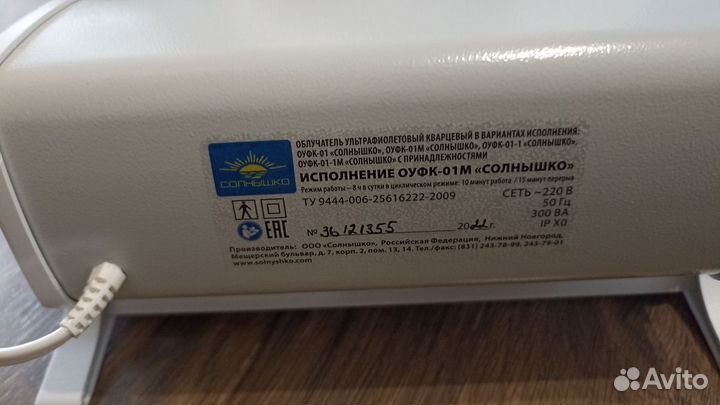 ОБЛУЧАТЕЛЬ УЛЬТРАФИОЛЕТОВЫЙ КВАРЦЕВЫЙ В ВАРИАНТАХ ИСПОЛНЕНИЯ:
ОУФК-01 «СОЛНЫШКО», ОУФК-01М «СОЛНЫШКО», ОУФК-01-1 «СОЛНЫШКО»,
ОУФК-01-1М «СОЛНЫШКО» С ПРИНАДЛЕЖНОСТЯМИ
ИСПОЛНЕНИЕ ОУФК-01М «СОЛНЫШКО»
Режим работы – 8 ч в сутки в циклическом режиме: 10 минут работа / 15 минут перерыв
СОЛНЫШКО
ТУ 9444-006-25616222-2009
СЕТЬ ~220 В
50 Гц
300 ВА
IP X0
EAC
№ 36121355 2022 г.
Производитель: ООО «Солнышко», Российская Федерация, Нижний Новгород,
Мещерский бульвар, д. 7, корп. 2, пом. 13, 14. Тел./факс: (831) 243-78-99, 243-79-01
www.solnyshko.com
Avito